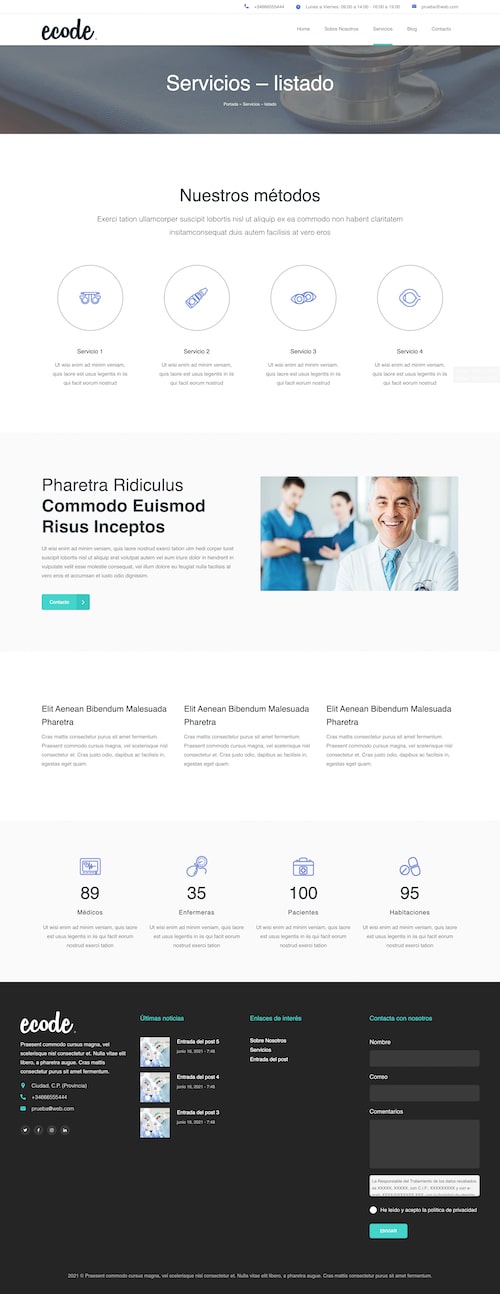 +34666555444 Lunes a Viernes: 09:00 a 14:00 - 16:00 a 19:00 prueba@web.com
ecode.
Home Sobre Nosotros Servicios Blog Contacto
Servicios – listado
Portada – Servicios – listado
Nuestros métodos
Exerci tation ullamcorper suscipit lobortis nisl ut aliquip ex ea commodo non habent claritatem
insitamconsequat duis autem facilisis at vero eros
Servicio 1
Ut wisi enim ad minim veniam,
quis laore est usus legentis in iis
qui facit eorum nostrud
Servicio 2
Ut wisi enim ad minim veniam,
quis laore est usus legentis in iis
qui facit eorum nostrud
Servicio 3
Ut wisi enim ad minim veniam,
quis laore est usus legentis in iis
qui facit eorum nostrud
Servicio 4
Ut wisi enim ad minim veniam,
quis laore est usus legentis in iis
qui facit eorum nostrud
Pharetra Ridiculus
Commodo Euismod
Risus Inceptos
Ut wisi enim ad minim veniam, quis laore nostrud exerci tation uim hedi corper turet
suscipit lobortis nisl ut aliquip erat volutpat autem vel eum iriure dolor in hendrerit in
vulputate velit esse molestie consequat, vel illum dolore eu feugiat nulla facilisis at
vero eros et accumsan et iusto odio dignissim.
Contacto
Elit Aenean Bibendum Malesuada
Pharetra
Cras mattis consectetur purus sit amet fermentum.
Praesent commodo cursus magna, vel scelerisque nisl
consectetur et. Cras justo odio, dapibus ac facilisis in,
egestas eget quam.
Elit Aenean Bibendum Malesuada
Pharetra
Cras mattis consectetur purus sit amet fermentum.
Praesent commodo cursus magna, vel scelerisque nisl
consectetur et. Cras justo odio, dapibus ac facilisis in,
egestas eget quam.
Elit Aenean Bibendum Malesuada
Pharetra
Cras mattis consectetur purus sit amet fermentum.
Praesent commodo cursus magna, vel scelerisque nisl
consectetur et. Cras justo odio, dapibus ac facilisis in,
egestas eget quam.
89
Médicos
Ut wisi enim ad minim veniam, quis laore
est usus legentis in iis qui facit eorum
nostrud exerci tation
35
Enfermeras
Ut wisi enim ad minim veniam, quis laore
est usus legentis in iis qui facit eorum
nostrud exerci tation
100
Pacientes
Ut wisi enim ad minim veniam, quis laore
est usus legentis in iis qui facit eorum
nostrud exerci tation
95
Habitaciones
Ut wisi enim ad minim veniam, quis laore
est usus legentis in iis qui facit eorum
nostrud exerci tation
ecode.
Praesent commodo cursus magna, vel
scelerisque nisl consectetur et. Nulla vitae elit
libero, a pharetra augue. Cras mattis
consectetur purus sit amet fermentum.
Ciudad, C.P. (Provincia)
+34666555444
prueba@web.com
Últimas noticias
Entrada del post 5
junio 16, 2021 - 7:48
Entrada del post 4
junio 16, 2021 - 7:48
Entrada del post 3
junio 16, 2021 - 7:48
Enlaces de interés
Sobre Nosotros
Servicios
Entrada del post
Contacta con nosotros
Nombre
Correo
Comentarios
La Responsable del Tratamiento de los datos recabados
es XXXXX, XXXXX, con C.I.F.: XXXXXXXXX y con e-
He leído y acepto la política de privacidad
ENVIAR
2021 © Praesent commodo cursus magna, vel scelerisque nisl consectetur et. Nulla vitae elit libero, a pharetra augue. Cras mattis consectetur purus sit amet fermentum.